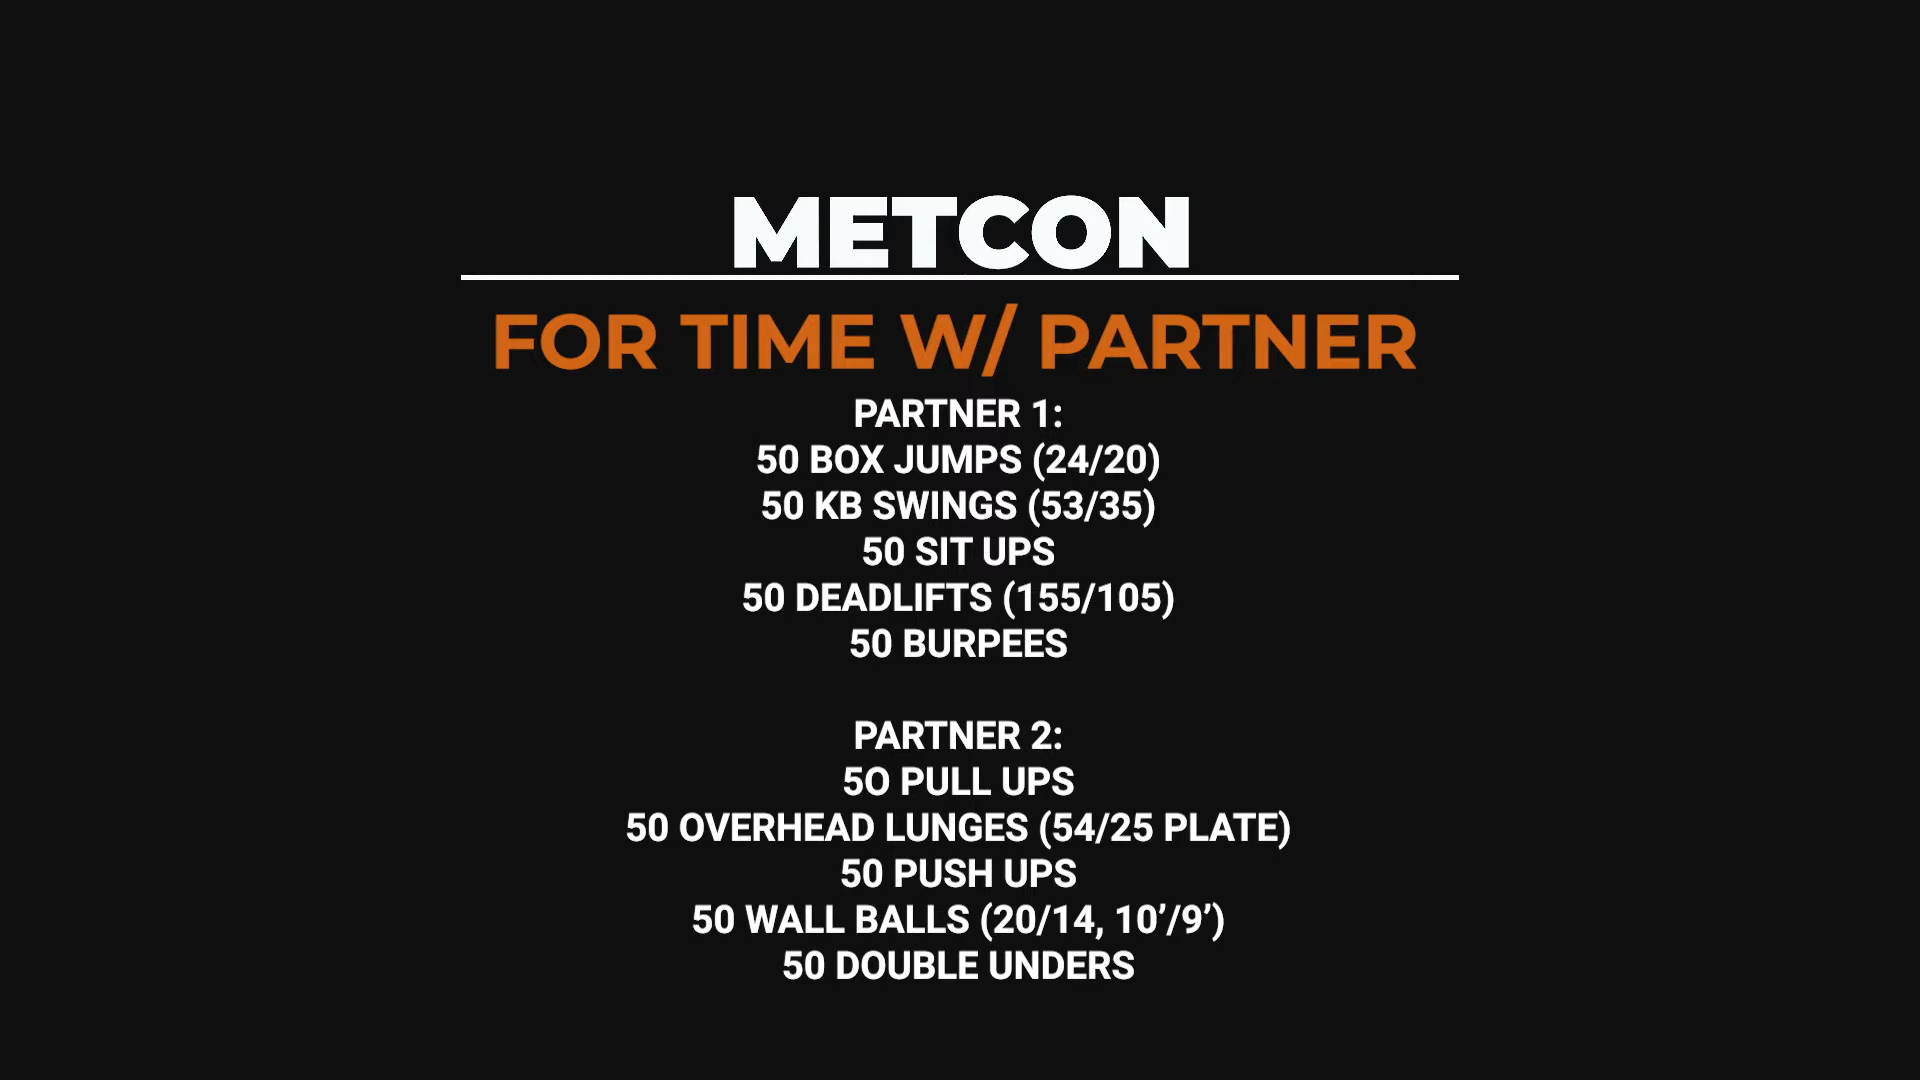 METCON
FOR TIME W/ PARTNER
PARTNER 1:
50 BOX JUMPS (24/20)
50 KB SWINGS (53/35)
50 SIT UPS
50 DEADLIFTS (155/105)
50 BURPEES
PARTNER 2:
5O PULL UPS
50 OVERHEAD LUNGES (54/25 PLATE)
50 PUSH UPS
50 WALL BALLS (20/14, 10’/9’)
50 DOUBLE UNDERS